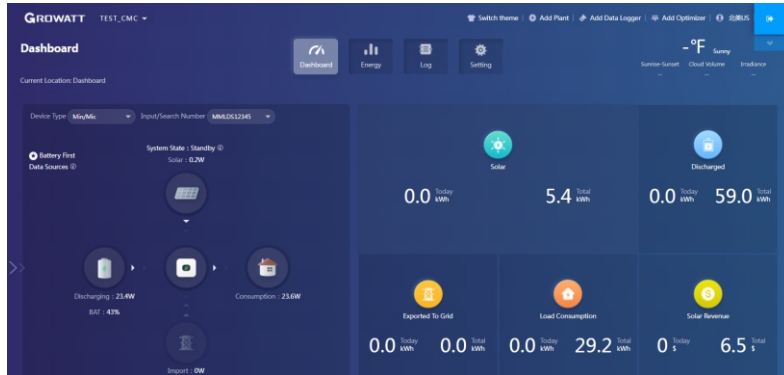 GROWATT TEST_CMC
Switch theme | Add Plant | Add Data Logger | Add Optimizer | 北美US
Dashboard
Dashboard Energy Log Setting
-°F Sunny
Sunrise-Sunset Cloud Volume Irradiance
-- -- --
Current Location: Dashboard
Device Type Min/Mic Input/Search Number MMLDS12345
System State : Standby
Solar : 0.2W
Battery First
Data Sources
Discharging : 23.4W
BAT : 43%
Consumption : 23.6W
Import : 0W
Solar
0.0 Today kWh 5.4 Total kWh
Discharged
0.0 Today kWh 59.0 Total kWh
Exported To Grid
0.0 Today kWh 0.0 Total kWh
Load Consumption
0.0 Today kWh 29.2 Total kWh
Solar Revenue
0 Today $ 6.5 Total $